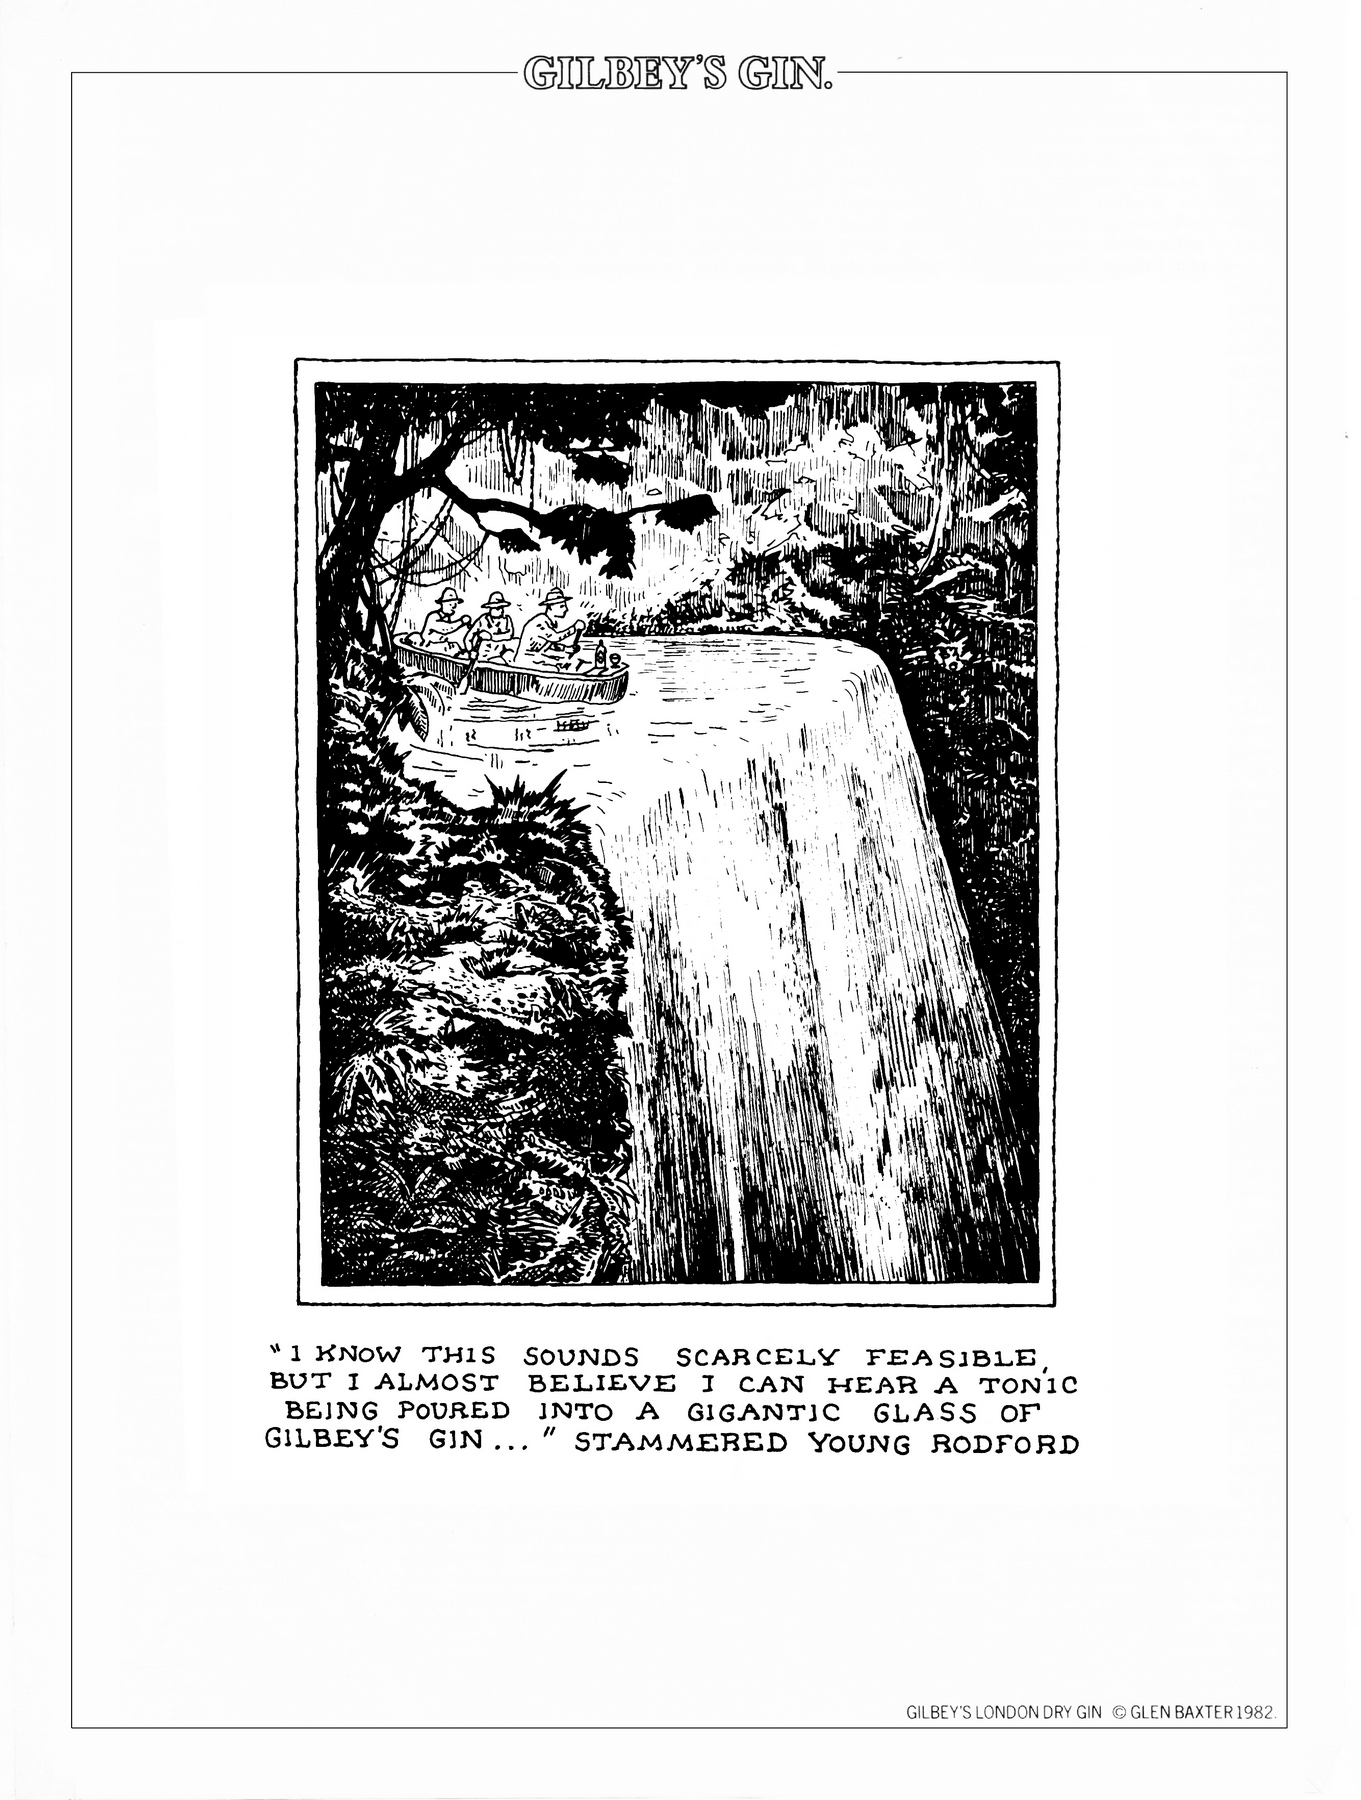 GILBEY'S GIN.
"I KNOW THIS SOUNDS SCARCELY FEASIBLE,
BUT I ALMOST BELIEVE I CAN HEAR A TONIC
BEING POURED INTO A GIGANTIC GLASS OF
GILBEY'S GIN..." STAMMERED YOUNG RODFORD
GILBEY'S LONDON DRY GIN © GLEN BAXTER 1982.